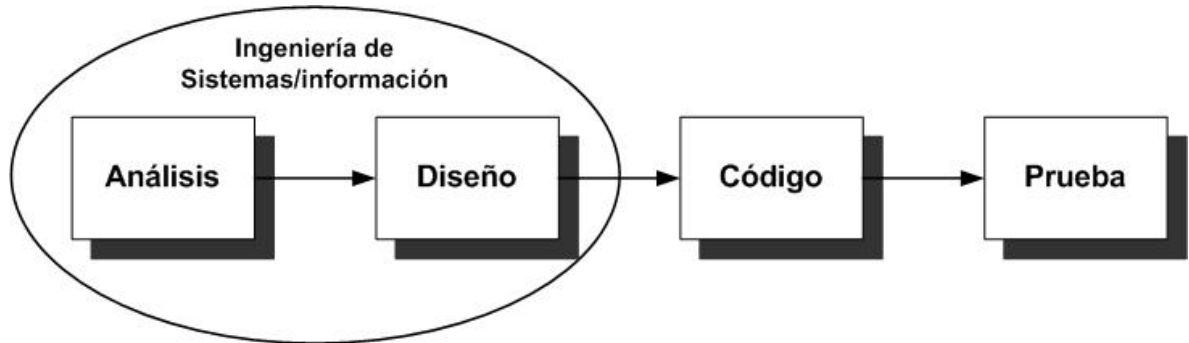 Ingeniería de
Sistemas/información
Análisis
Diseño
Código
Prueba